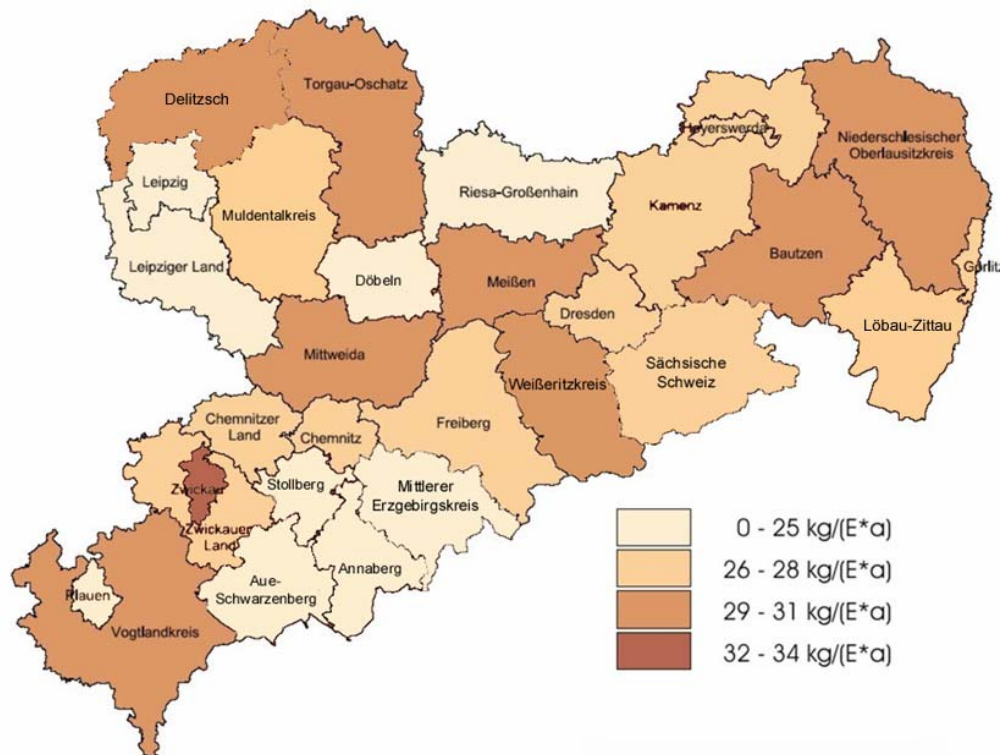 Delitzsch
Torgau-Oschatz
Hoyerswerda
Niederschlesischer
Oberlausitzkreis
Leipzig
Riesa-Großenhain
Muldentalkreis
Kamenz
Leipziger Land
Döbeln
Meißen
Bautzen
Görlitz
Dresden
Löbau-Zittau
Mittweida
Sächsische
Schweiz
Weißeritzkreis
Chemnitzer
Land
Chemnitz
Freiberg
Zwickau
Stollberg
Mittlerer
Erzgebirgskreis
Zwickauer
Land
Annaberg
Aue-
Schwarzenberg
Plauen
Vogtlandkreis
0 - 25 kg/(E*a)
26 - 28 kg/(E*a)
29 - 31 kg/(E*a)
32 - 34 kg/(E*a)